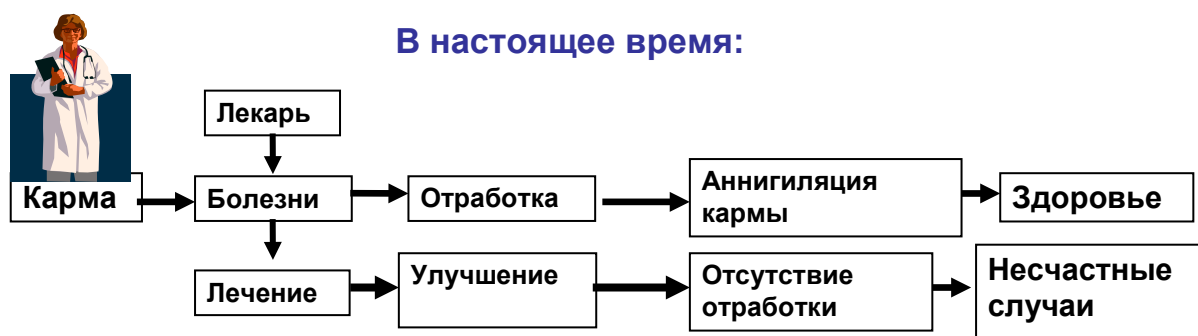 В настоящее время:
Лекарь
Карма
Болезни
Отработка
Аннигиляция
кармы
Здоровье
Лечение
Улучшение
Отсутствие
отработки
Несчастные
случаи